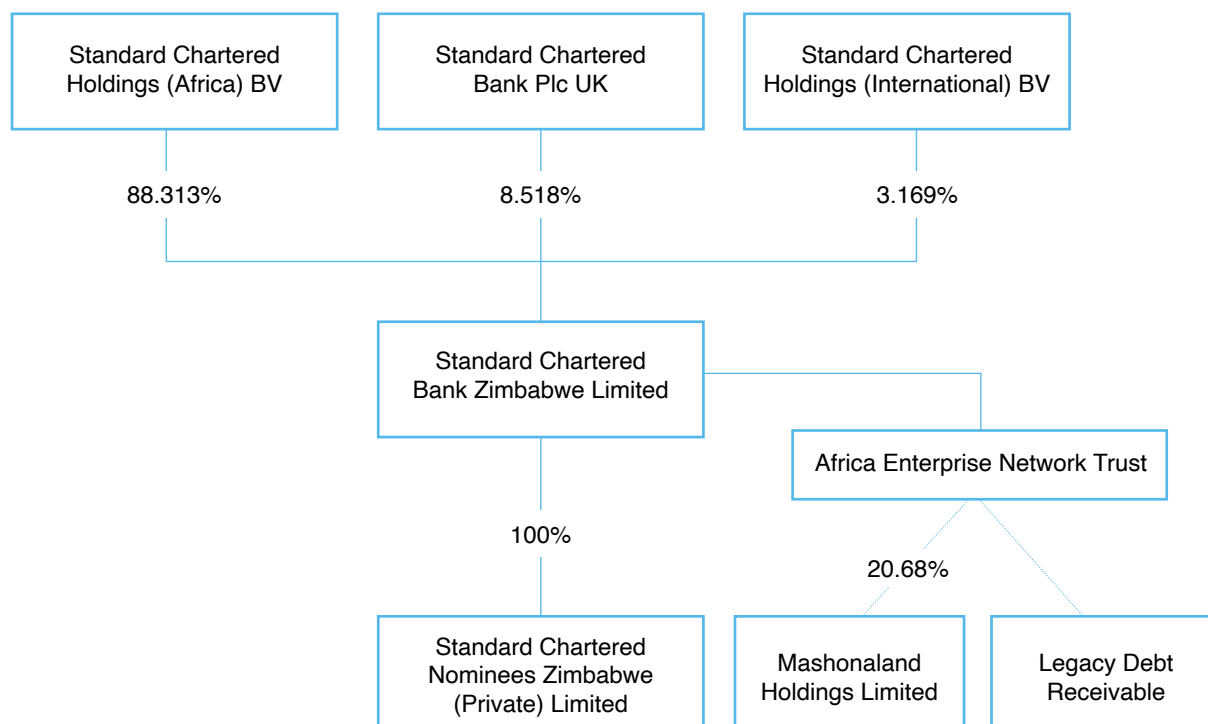 Standard Chartered
Holdings (Africa) BV
Standard Chartered
Bank Plc UK
Standard Chartered
Holdings (International) BV
88.313%
8.518%
3.169%
Standard Chartered
Bank Zimbabwe Limited
Africa Enterprise Network Trust
100%
20.68%
Standard Chartered
Nominees Zimbabwe
(Private) Limited
Mashonaland
Holdings Limited
Legacy Debt
Receivable